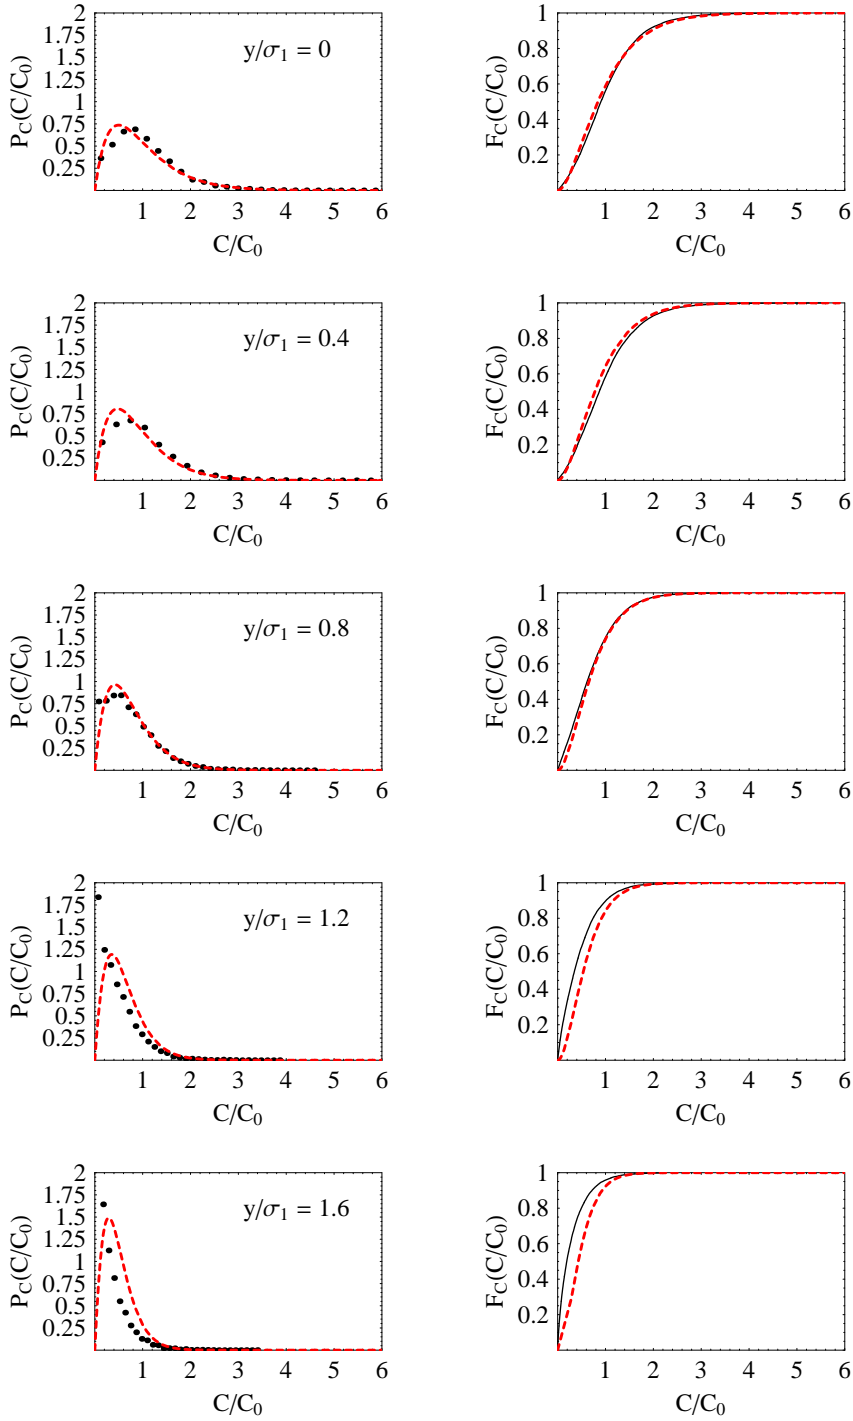 2
1.75
1.5
1.25
1
0.75
0.5
0.25
P_C(C/C_0)
y/σ_1 = 0
1 2 3 4 5 6
C/C_0
1
0.8
0.6
0.4
0.2
F_C(C/C_0)
1 2 3 4 5 6
C/C_0
2
1.75
1.5
1.25
1
0.75
0.5
0.25
P_C(C/C_0)
y/σ_1 = 0.4
1 2 3 4 5 6
C/C_0
1
0.8
0.6
0.4
0.2
F_C(C/C_0)
1 2 3 4 5 6
C/C_0
2
1.75
1.5
1.25
1
0.75
0.5
0.25
P_C(C/C_0)
y/σ_1 = 0.8
1 2 3 4 5 6
C/C_0
1
0.8
0.6
0.4
0.2
F_C(C/C_0)
1 2 3 4 5 6
C/C_0
2
1.75
1.5
1.25
1
0.75
0.5
0.25
P_C(C/C_0)
y/σ_1 = 1.2
1 2 3 4 5 6
C/C_0
1
0.8
0.6
0.4
0.2
F_C(C/C_0)
1 2 3 4 5 6
C/C_0
2
1.75
1.5
1.25
1
0.75
0.5
0.25
P_C(C/C_0)
y/σ_1 = 1.6
1 2 3 4 5 6
C/C_0
1
0.8
0.6
0.4
0.2
F_C(C/C_0)
1 2 3 4 5 6
C/C_0